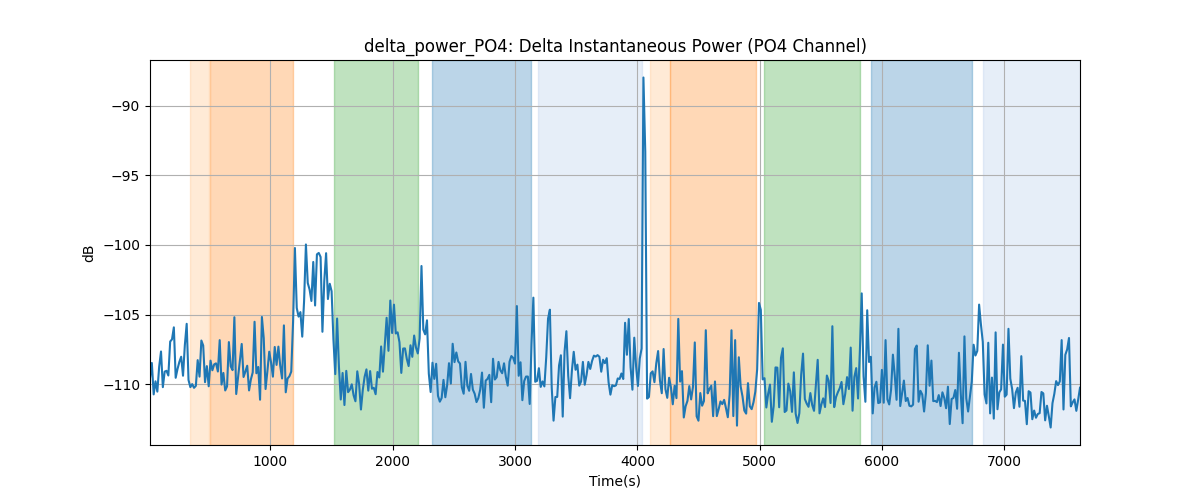 delta_power_PO4: Delta Instantaneous Power (PO4 Channel)
dB
−90
−95
−100
−105
−110
1000 2000 3000 4000 5000 6000 7000
Time(s)